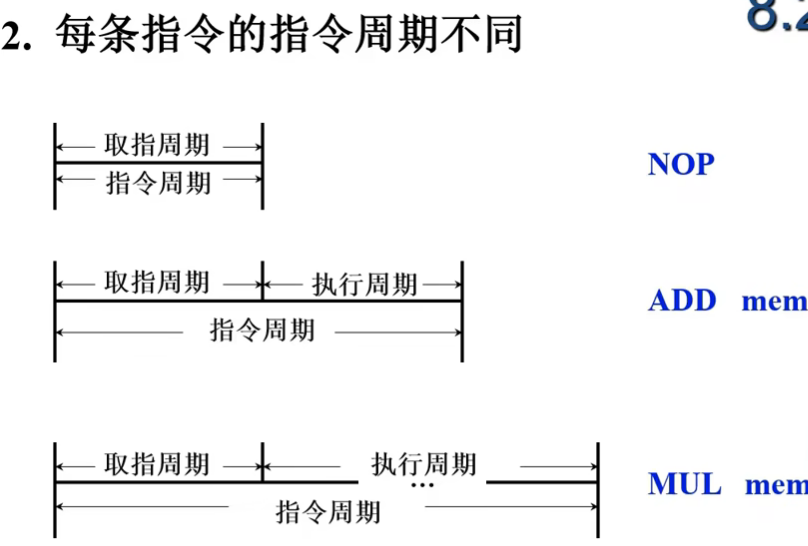 2. 每条指令的指令周期不同
8.2
取指周期
指令周期
NOP
取指周期 执行周期
指令周期
ADD mem
取指周期 执行周期
...
指令周期
MUL mem